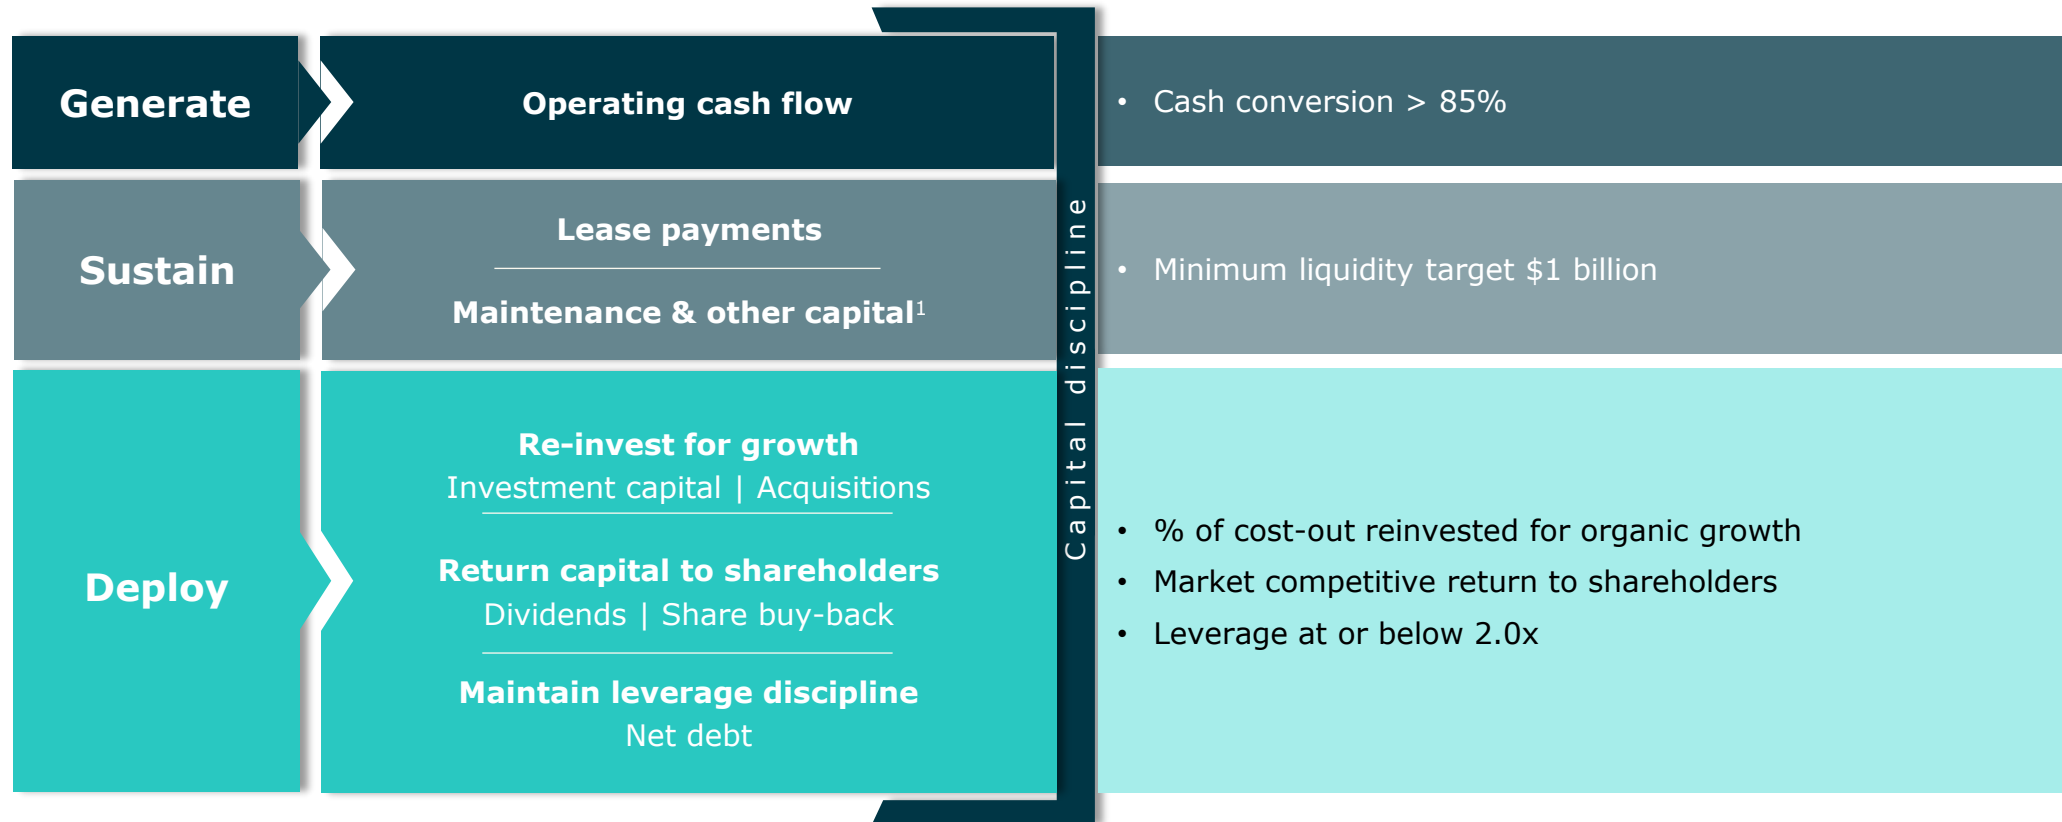 Generate
Operating cash flow
• Cash conversion > 85%
Sustain
Lease payments
Maintenance & other capital¹
• Minimum liquidity target $1 billion
Capital discipline
Deploy
Re-invest for growth
Investment capital | Acquisitions
Return capital to shareholders
Dividends | Share buy-back
Maintain leverage discipline
Net debt
• % of cost-out reinvested for organic growth
• Market competitive return to shareholders
• Leverage at or below 2.0x